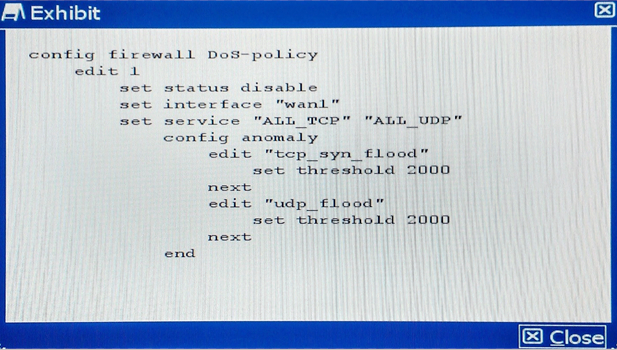 Exhibit
config firewall DoS-policy
edit 1
set status disable
set interface "wan1"
set service "ALL_TCP" "ALL_UDP"
config anomaly
edit "tcp_syn_flood"
set threshold 2000
next
edit "udp_flood"
set threshold 2000
next
end
Close